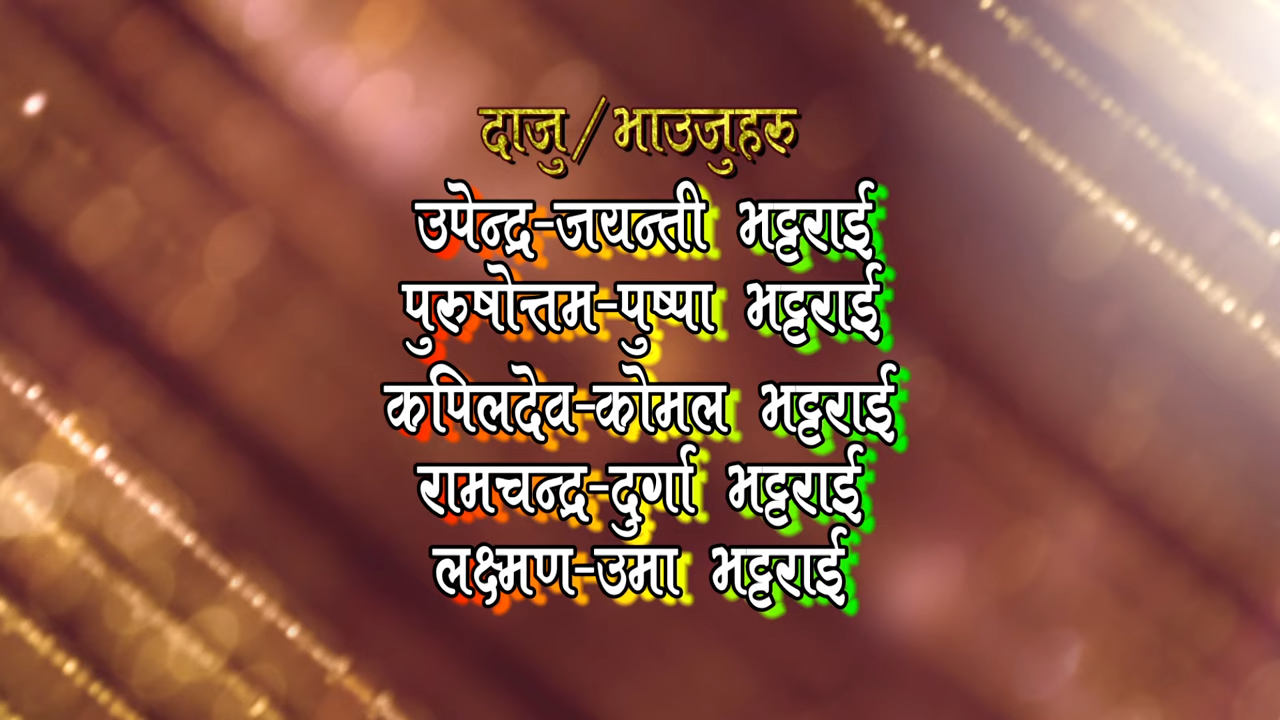 दाजु/भाउजुहरु
उपेन्द्र-जयन्ती भट्टराई
पुरुषोत्तम-पुष्पा भट्टराई
कपिलदेव-कोमल भट्टराई
रामचन्द्र-दुर्गा भट्टराई
लक्ष्मण-उमा भट्टराई